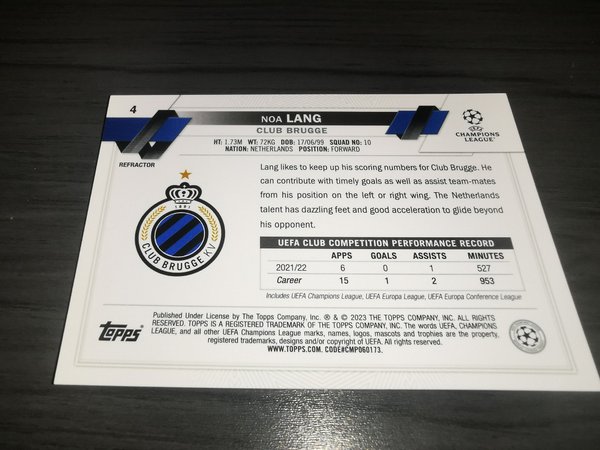 4
NOA LANG
CLUB BRUGGE
HT: 1.73M WT: 72KG DOB: 17/06/99 SQUAD NO: 10
NATION: NETHERLANDS POSITION: FORWARD
UEFA
CHAMPIONS
LEAGUE®
REFRACTOR
1891
CLUB BRUGGE KV
Lang likes to keep up his scoring numbers for Club Brugge. He
can contribute with timely goals as well as assist team-mates
from his position on the left or right wing. The Netherlands
talent has dazzling feet and good acceleration to glide beyond
his opponent.
UEFA CLUB COMPETITION PERFORMANCE RECORD
APPS GOALS ASSISTS MINUTES
2021/22 6 0 1 527
Career 15 1 2 953
Includes UEFA Champions League, UEFA Europa League, UEFA Europa Conference League
Topps
Published Under License by The Topps Company, Inc. ® & © 2023 THE TOPPS COMPANY, INC. ALL RIGHTS
RESERVED. TOPPS IS A REGISTERED TRADEMARK OF THE TOPPS COMPANY, INC. The words UEFA, CHAMPIONS
LEAGUE, and all other UEFA Champions League marks, names, logos, mascots and trophies are the property,
registered trademarks, designs and/or copyright of UEFA. All rights reserved.
WWW.TOPPS.COM. CODE#CMP060173.